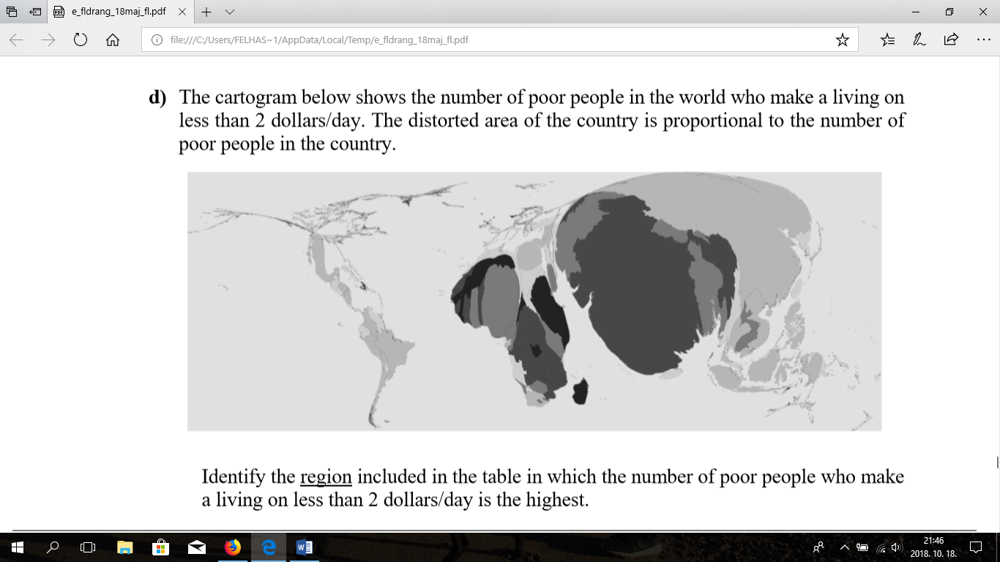 e_fldrang_18maj_fl.pdf
file:///C:/Users/FELHAS~1/AppData/Local/Temp/e_fldrang_18maj_fl.pdf
d) The cartogram below shows the number of poor people in the world who make a living on
less than 2 dollars/day. The distorted area of the country is proportional to the number of
poor people in the country.
Identify the region included in the table in which the number of poor people who make
a living on less than 2 dollars/day is the highest.
21:46
2018. 10. 18.